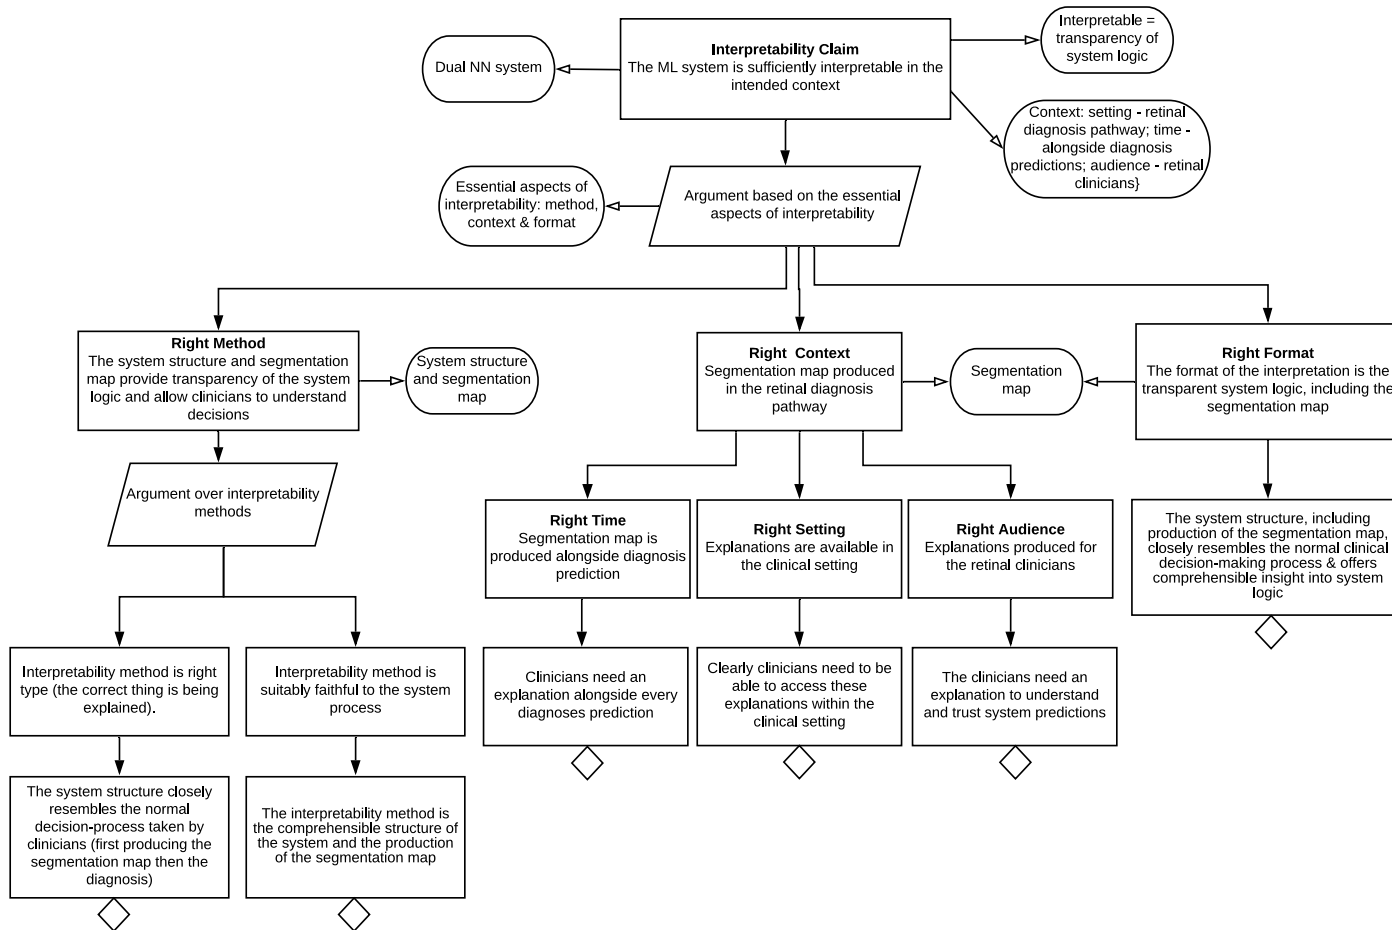 Interpretability Claim
The ML system is sufficiently interpretable in the
intended context
Interpretable =
transparency of
system logic
Dual NN system
Context: setting - retinal
diagnosis pathway; time -
alongside diagnosis
predictions; audience - retinal
clinicians}
Essential aspects of
interpretability: method,
context & format
Argument based on the essential
aspects of interpretability
Right Method
The system structure and segmentation
map provide transparency of the system
logic and allow clinicians to understand
decisions
System structure
and segmentation
map
Right Context
Segmentation map produced
in the retinal diagnosis
pathway
Segmentation
map
Right Format
The format of the interpretation is the
transparent system logic, including the
segmentation map
Argument over interpretability
methods
Right Time
Segmentation map is
produced alongside diagnosis
prediction
Right Setting
Explanations are available in
the clinical setting
Right Audience
Explanations produced for
the retinal clinicians
The system structure, including
production of the segmentation map,
closely resembles the normal clinical
decision-making process & offers
comprehensible insight into system
logic
Interpretability method is right
type (the correct thing is being
explained).
Interpretability method is
suitably faithful to the system
process
Clinicians need an
explanation alongside every
diagnoses prediction
Clearly clinicians need to be
able to access these
explanations within the
clinical setting
The clinicians need an
explanation to understand
and trust system predictions
The system structure closely
resembles the normal
decision-process taken by
clinicians (first producing the
segmentation map then the
diagnosis)
The interpretability method is
the comprehensible structure of
the system and the production
of the segmentation map